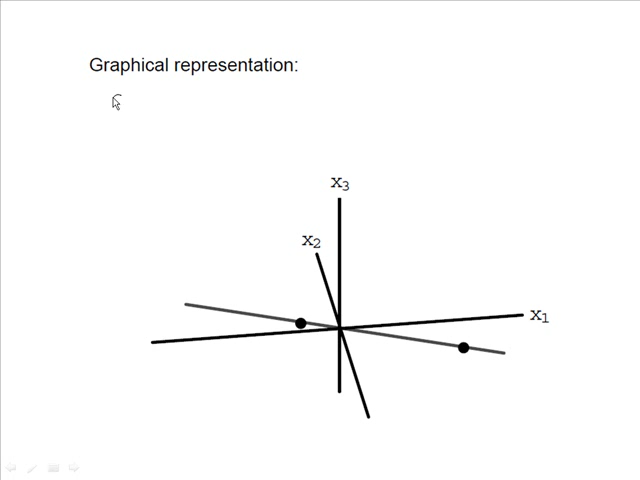 Graphical representation:
x₃
x₂
x₁